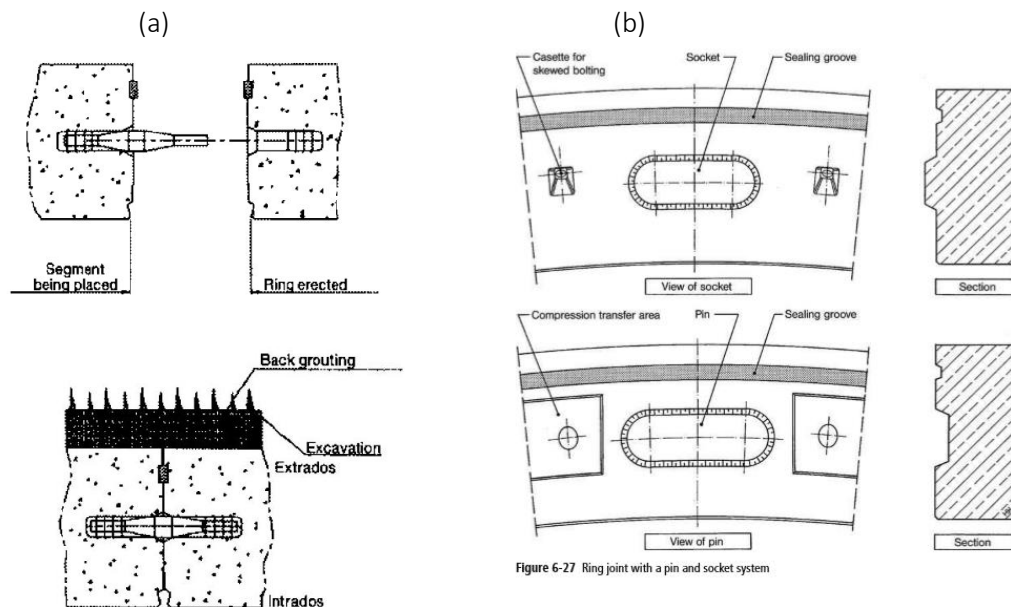 (a)
Segment
being placed
Ring erected
Back grouting
Excavation
Extrados
Intrados
(b)
Casette for
skewed bolting
Socket
Sealing groove
View of socket
Section
Compression transfer area
Pin
Sealing groove
View of pin
Section
Figure 6-27 Ring joint with a pin and socket system